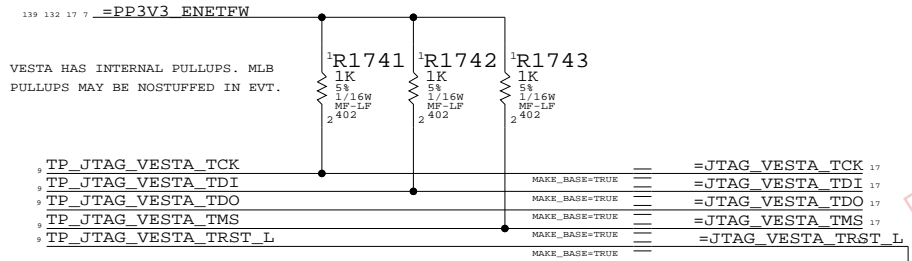 139 132 17 7 =PP3V3_ENETFW
VESTA HAS INTERNAL PULLUPS. MLB
PULLUPS MAY BE NOSTUFFED IN EVT.
1 R1741
1K
5%
1/16W
MF-LF
2 402
1 R1742
1K
5%
1/16W
MF-LF
2 402
1 R1743
1K
5%
1/16W
MF-LF
2 402
9 TP_JTAG_VESTA_TCK MAKE_BASE=TRUE =JTAG_VESTA_TCK 17
9 TP_JTAG_VESTA_TDI MAKE_BASE=TRUE =JTAG_VESTA_TDI 17
9 TP_JTAG_VESTA_TDO MAKE_BASE=TRUE =JTAG_VESTA_TDO 17
9 TP_JTAG_VESTA_TMS MAKE_BASE=TRUE =JTAG_VESTA_TMS 17
9 TP_JTAG_VESTA_TRST_L MAKE_BASE=TRUE =JTAG_VESTA_TRST_L